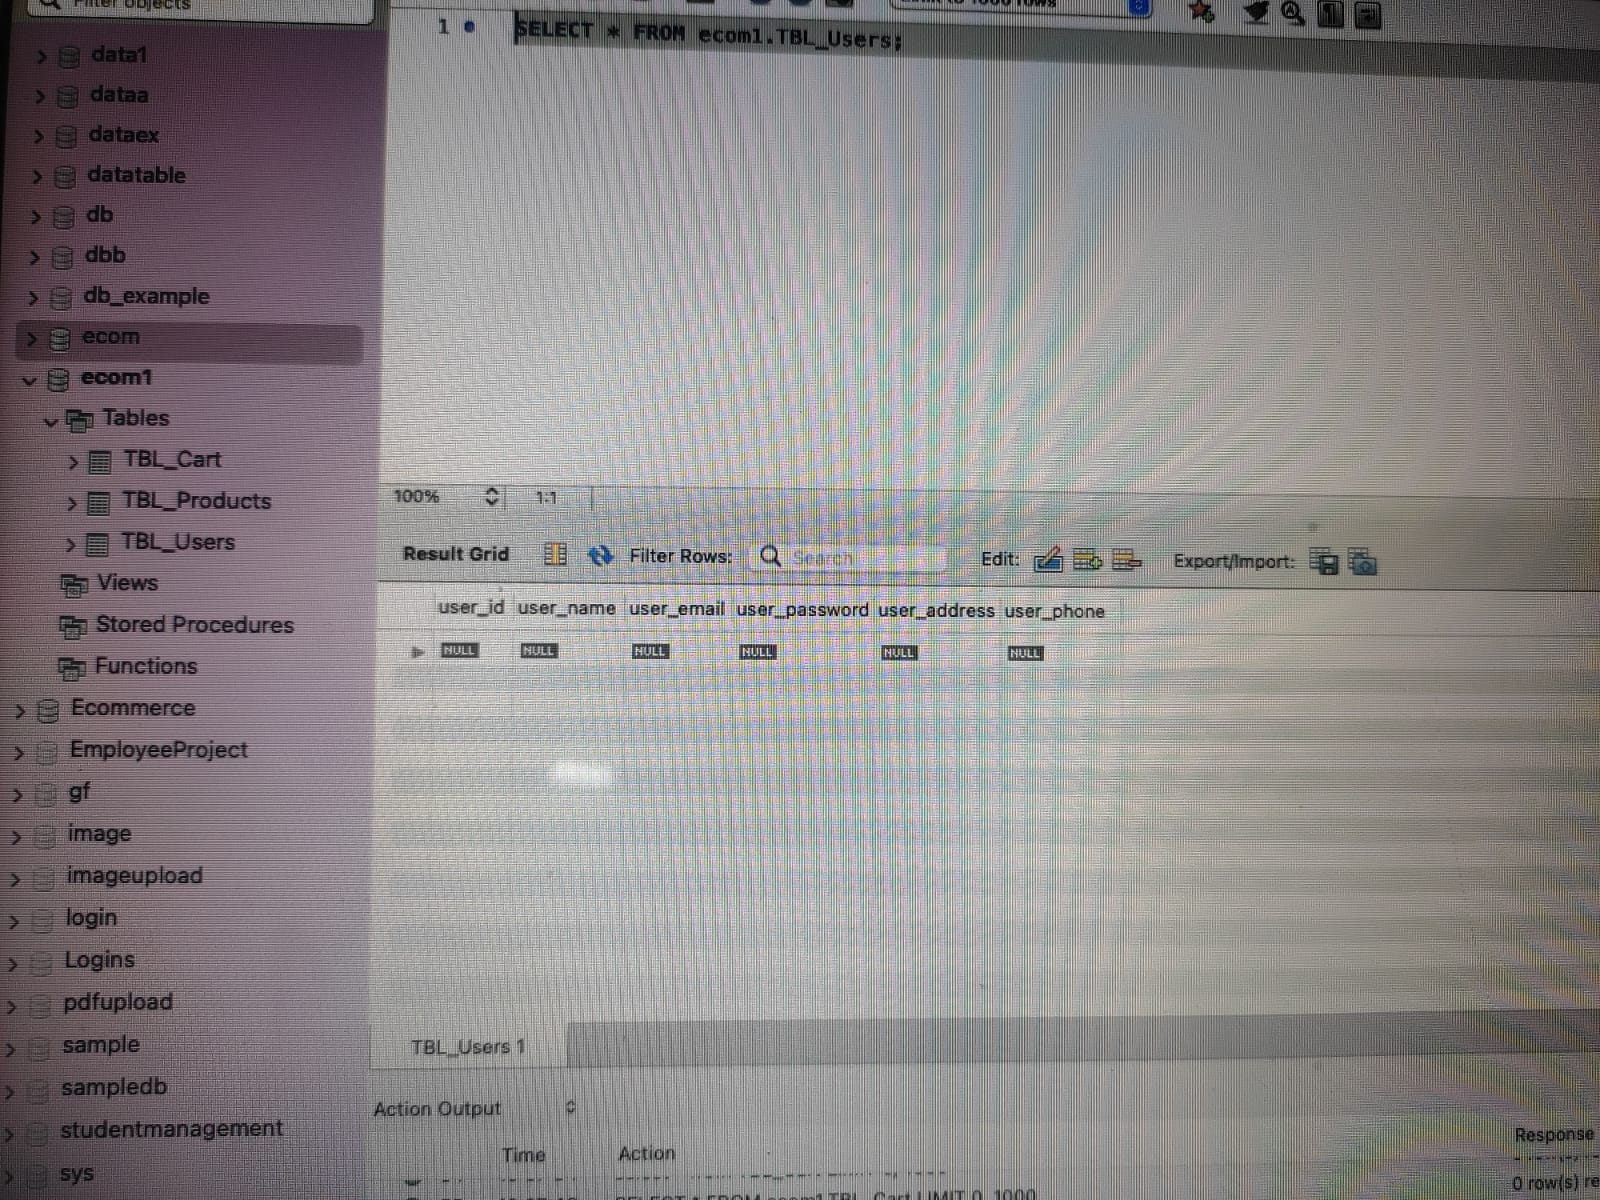 Filter objects
data1
dataa
dataex
datatable
db
dbb
db_example
ecom
ecom1
Tables
TBL_Cart
TBL_Products
TBL_Users
Views
Stored Procedures
Functions
Ecommerce
EmployeeProject
gf
image
imageupload
login
Logins
pdfupload
sample
sampledb
studentmanagement
sys
1 SELECT * FROM ecom1.TBL_Users;
100% 1:1
Result Grid Filter Rows: Search Edit: Export/Import:
user_id user_name user_email user_password user_address user_phone
NULL NULL NULL NULL NULL NULL
TBL_Users 1
Action Output
Time Action Response
SELECT * FROM ecom1.TBL_Cart LIMIT 0, 1000 0 row(s)